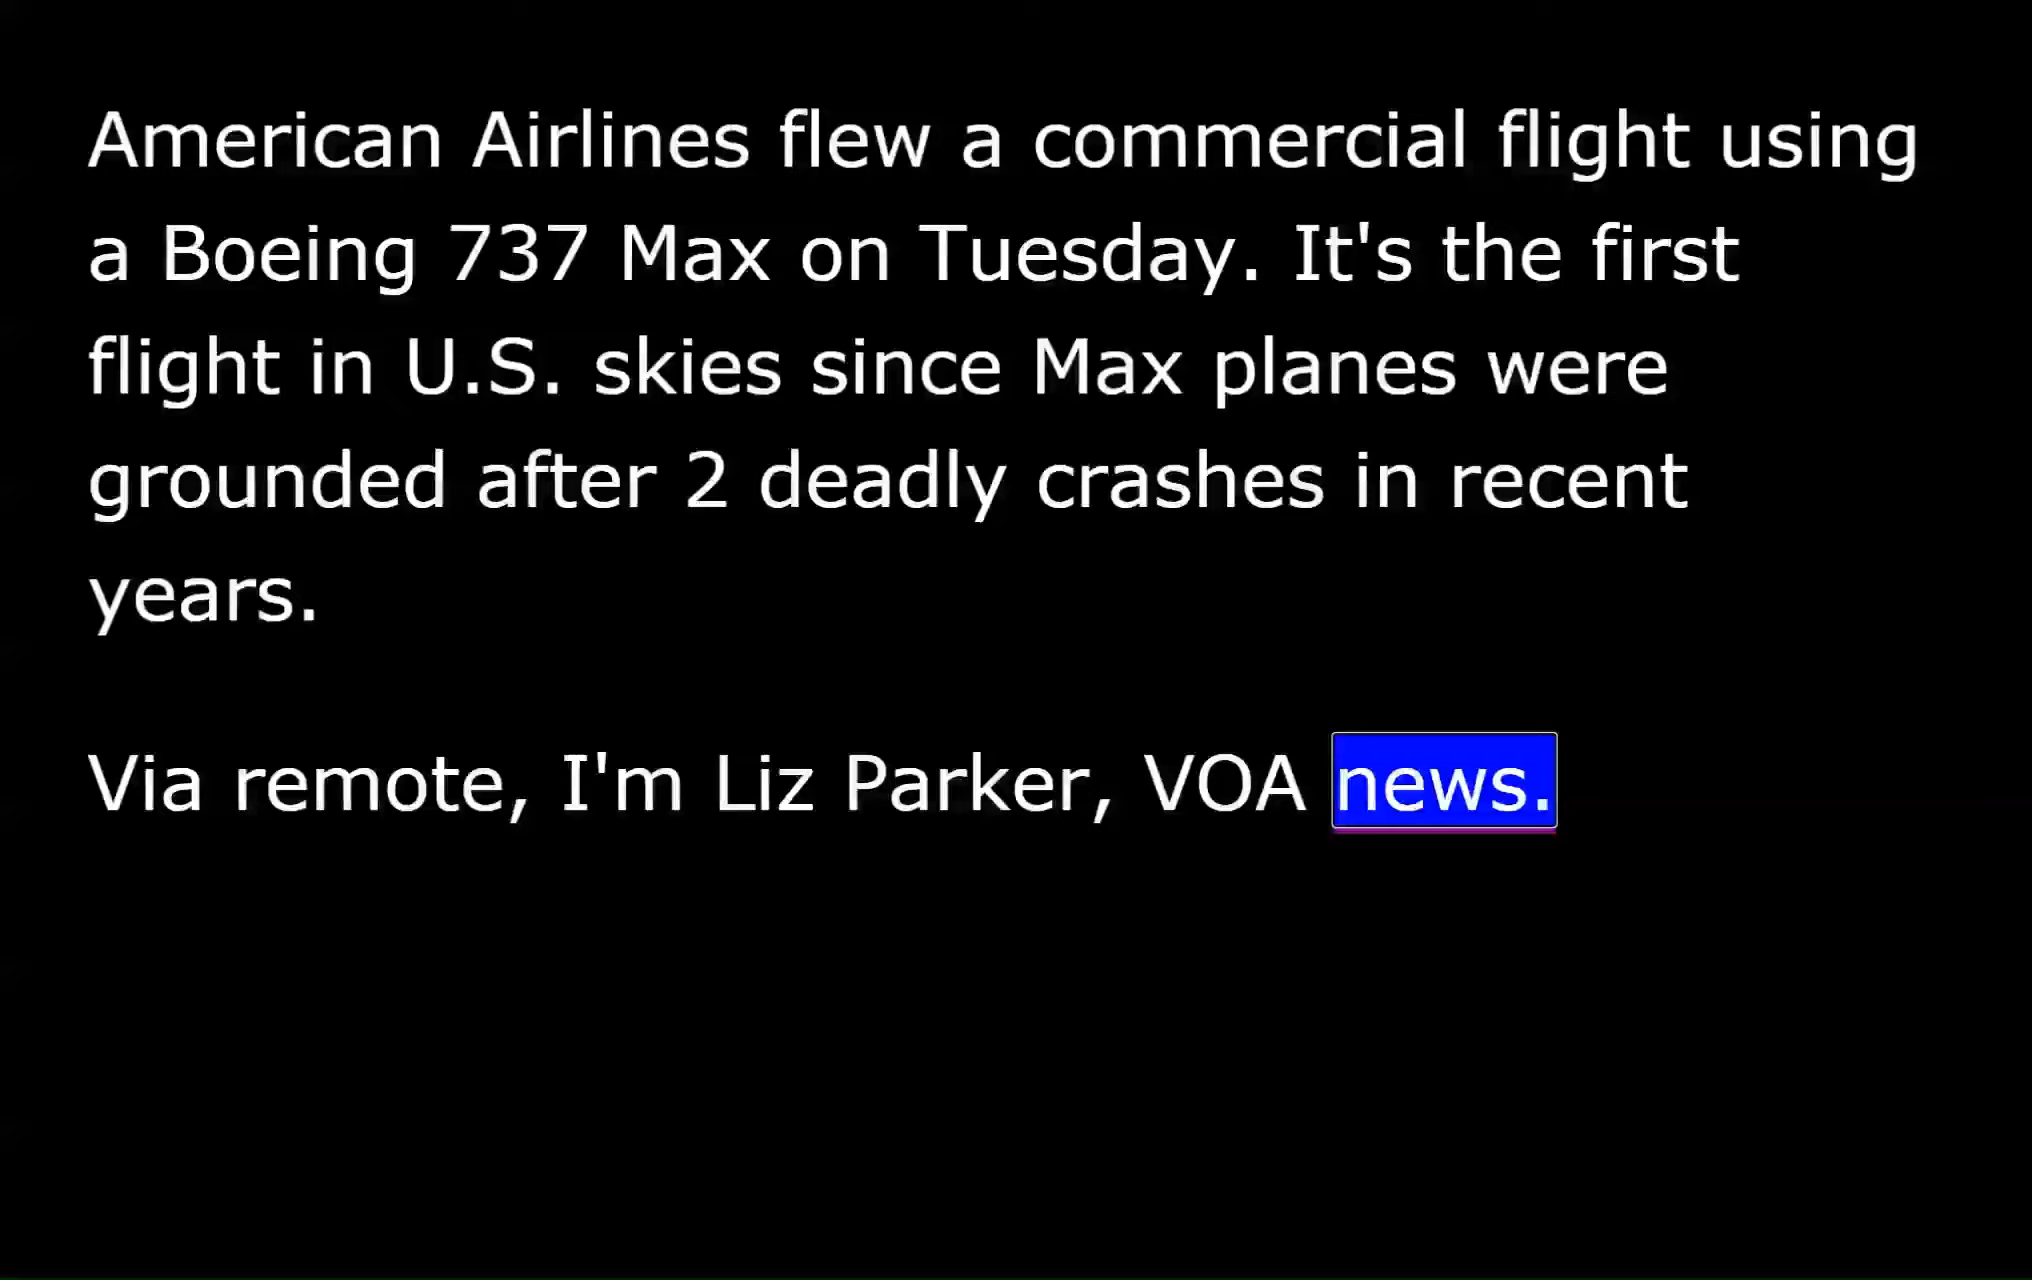 American Airlines flew a commercial flight using
a Boeing 737 Max on Tuesday. It's the first
flight in U.S. skies since Max planes were
grounded after 2 deadly crashes in recent
years.
Via remote, I'm Liz Parker, VOA news.